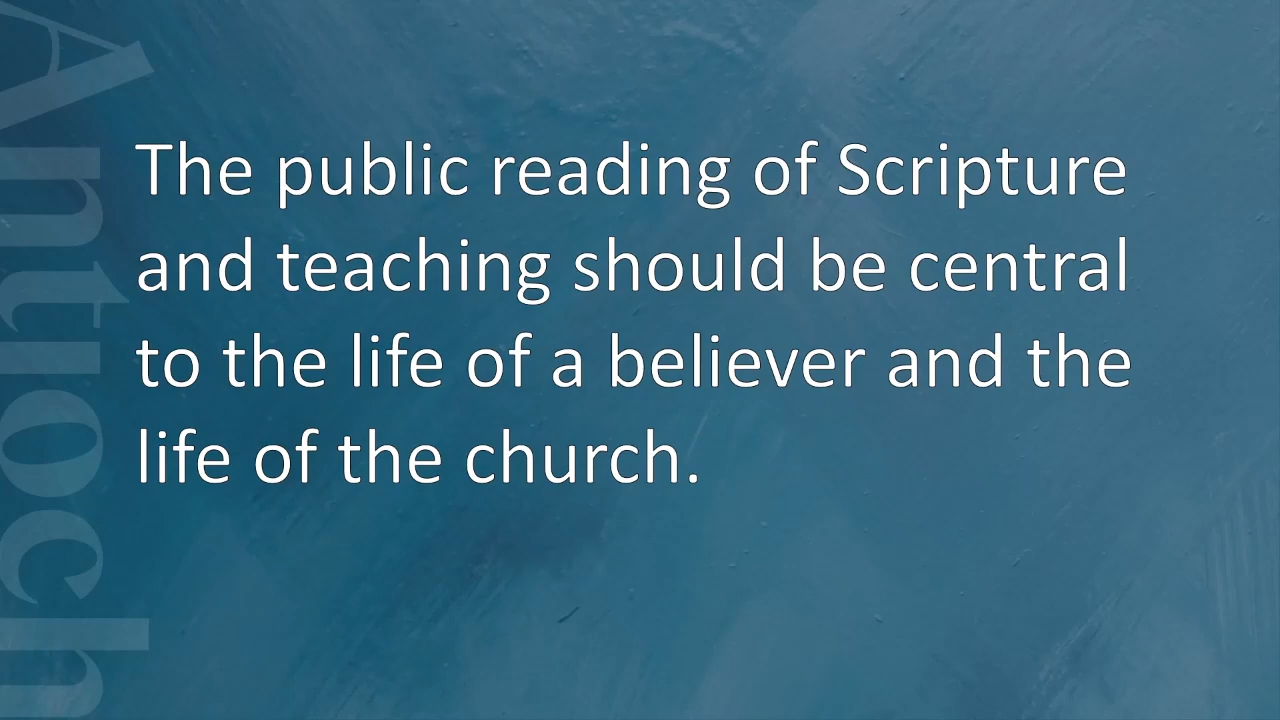 Antioch
The public reading of Scripture
and teaching should be central
to the life of a believer and the
life of the church.